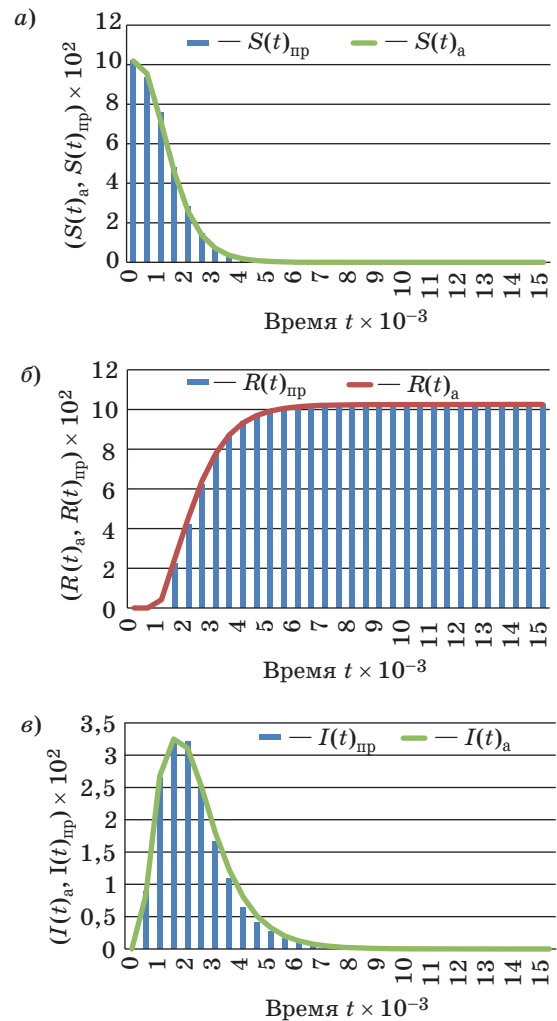 а)
— S(t)пр — S(t)а
(S(t)а, S(t)пр) × 10²
12
10
8
6
4
2
0
0 1 2 3 4 5 6 7 8 9 10 11 12 13 14 15
Время t × 10⁻³
б)
— R(t)пр — R(t)а
(R(t)а, R(t)пр) × 10²
12
10
8
6
4
2
0
0 1 2 3 4 5 6 7 8 9 10 11 12 13 14 15
Время t × 10⁻³
в)
— I(t)пр — I(t)а
(I(t)а, I(t)пр) × 10²
3,5
3
2,5
2
1,5
1
0,5
0
0 1 2 3 4 5 6 7 8 9 10 11 12 13 14 15
Время t × 10⁻³